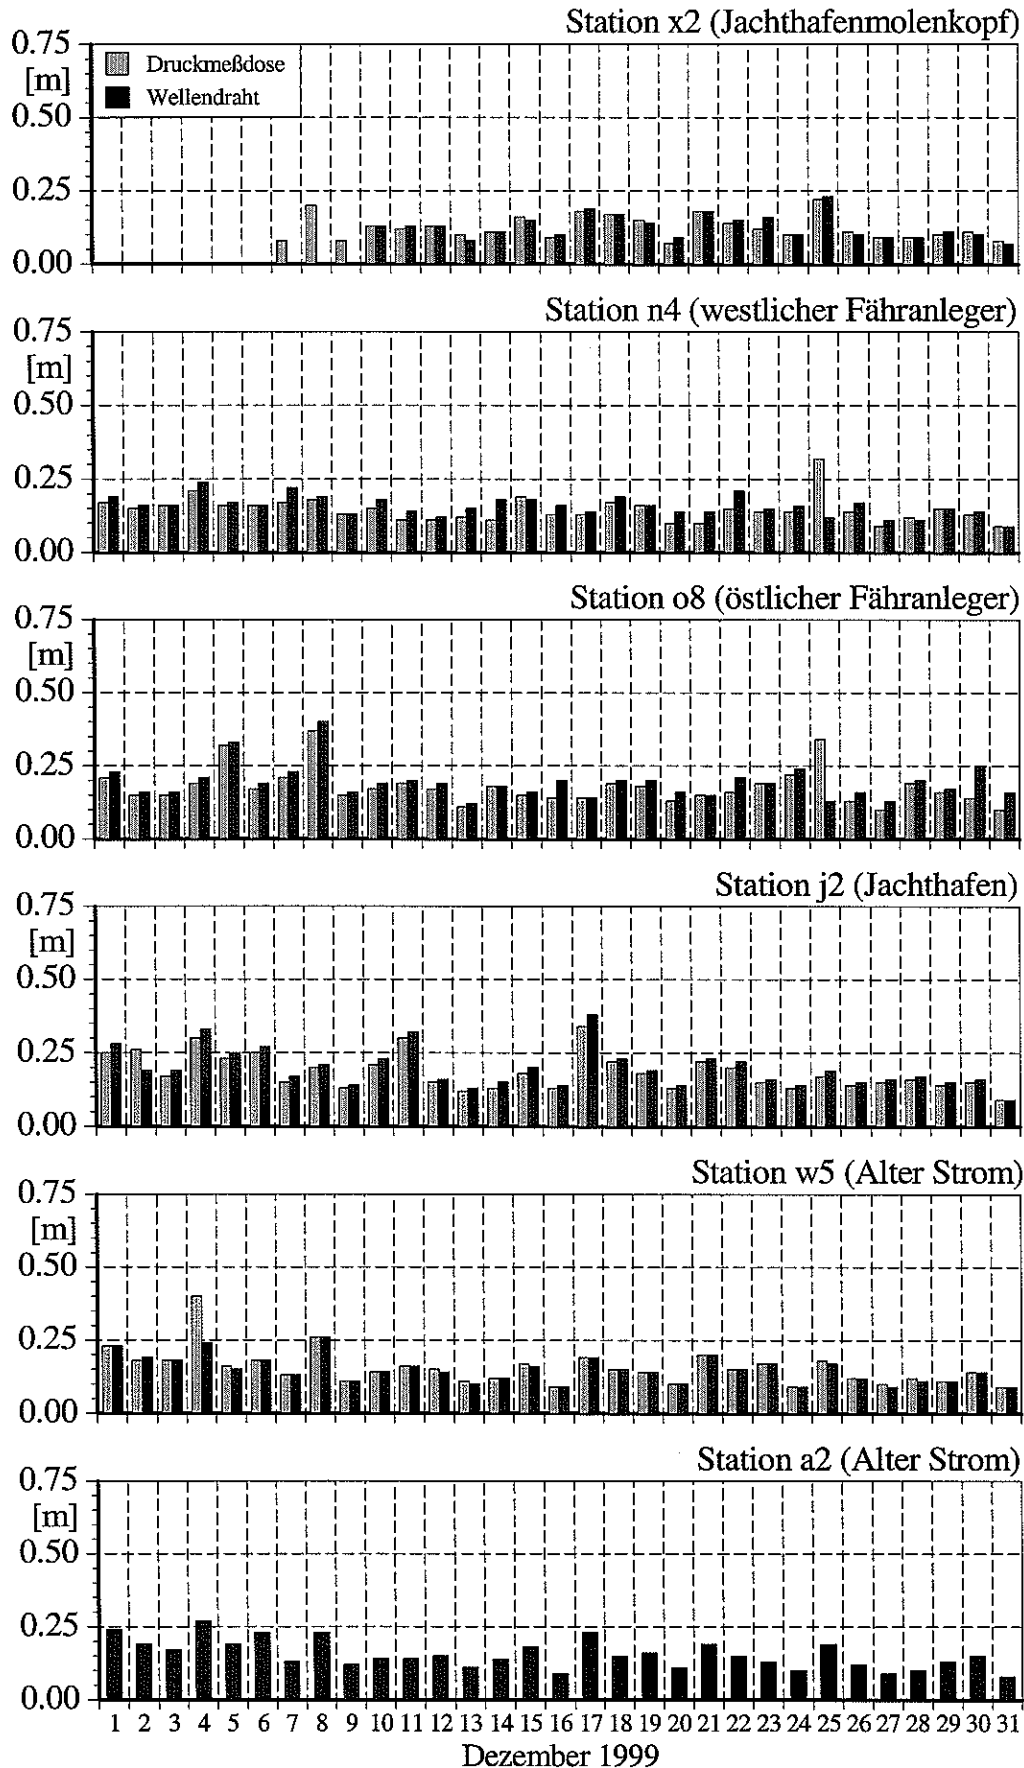 Station x2 (Jachthafenmolenkopf)
0.75
[m]
0.50
0.25
0.00
Druckmeßdose
Wellendraht
Station n4 (westlicher Fähranleger)
0.75
[m]
0.50
0.25
0.00
Station o8 (östlicher Fähranleger)
0.75
[m]
0.50
0.25
0.00
Station j2 (Jachthafen)
0.75
[m]
0.50
0.25
0.00
Station w5 (Alter Strom)
0.75
[m]
0.50
0.25
0.00
Station a2 (Alter Strom)
0.75
[m]
0.50
0.25
0.00
1 2 3 4 5 6 7 8 9 10 11 12 13 14 15 16 17 18 19 20 21 22 23 24 25 26 27 28 29 30 31
Dezember 1999